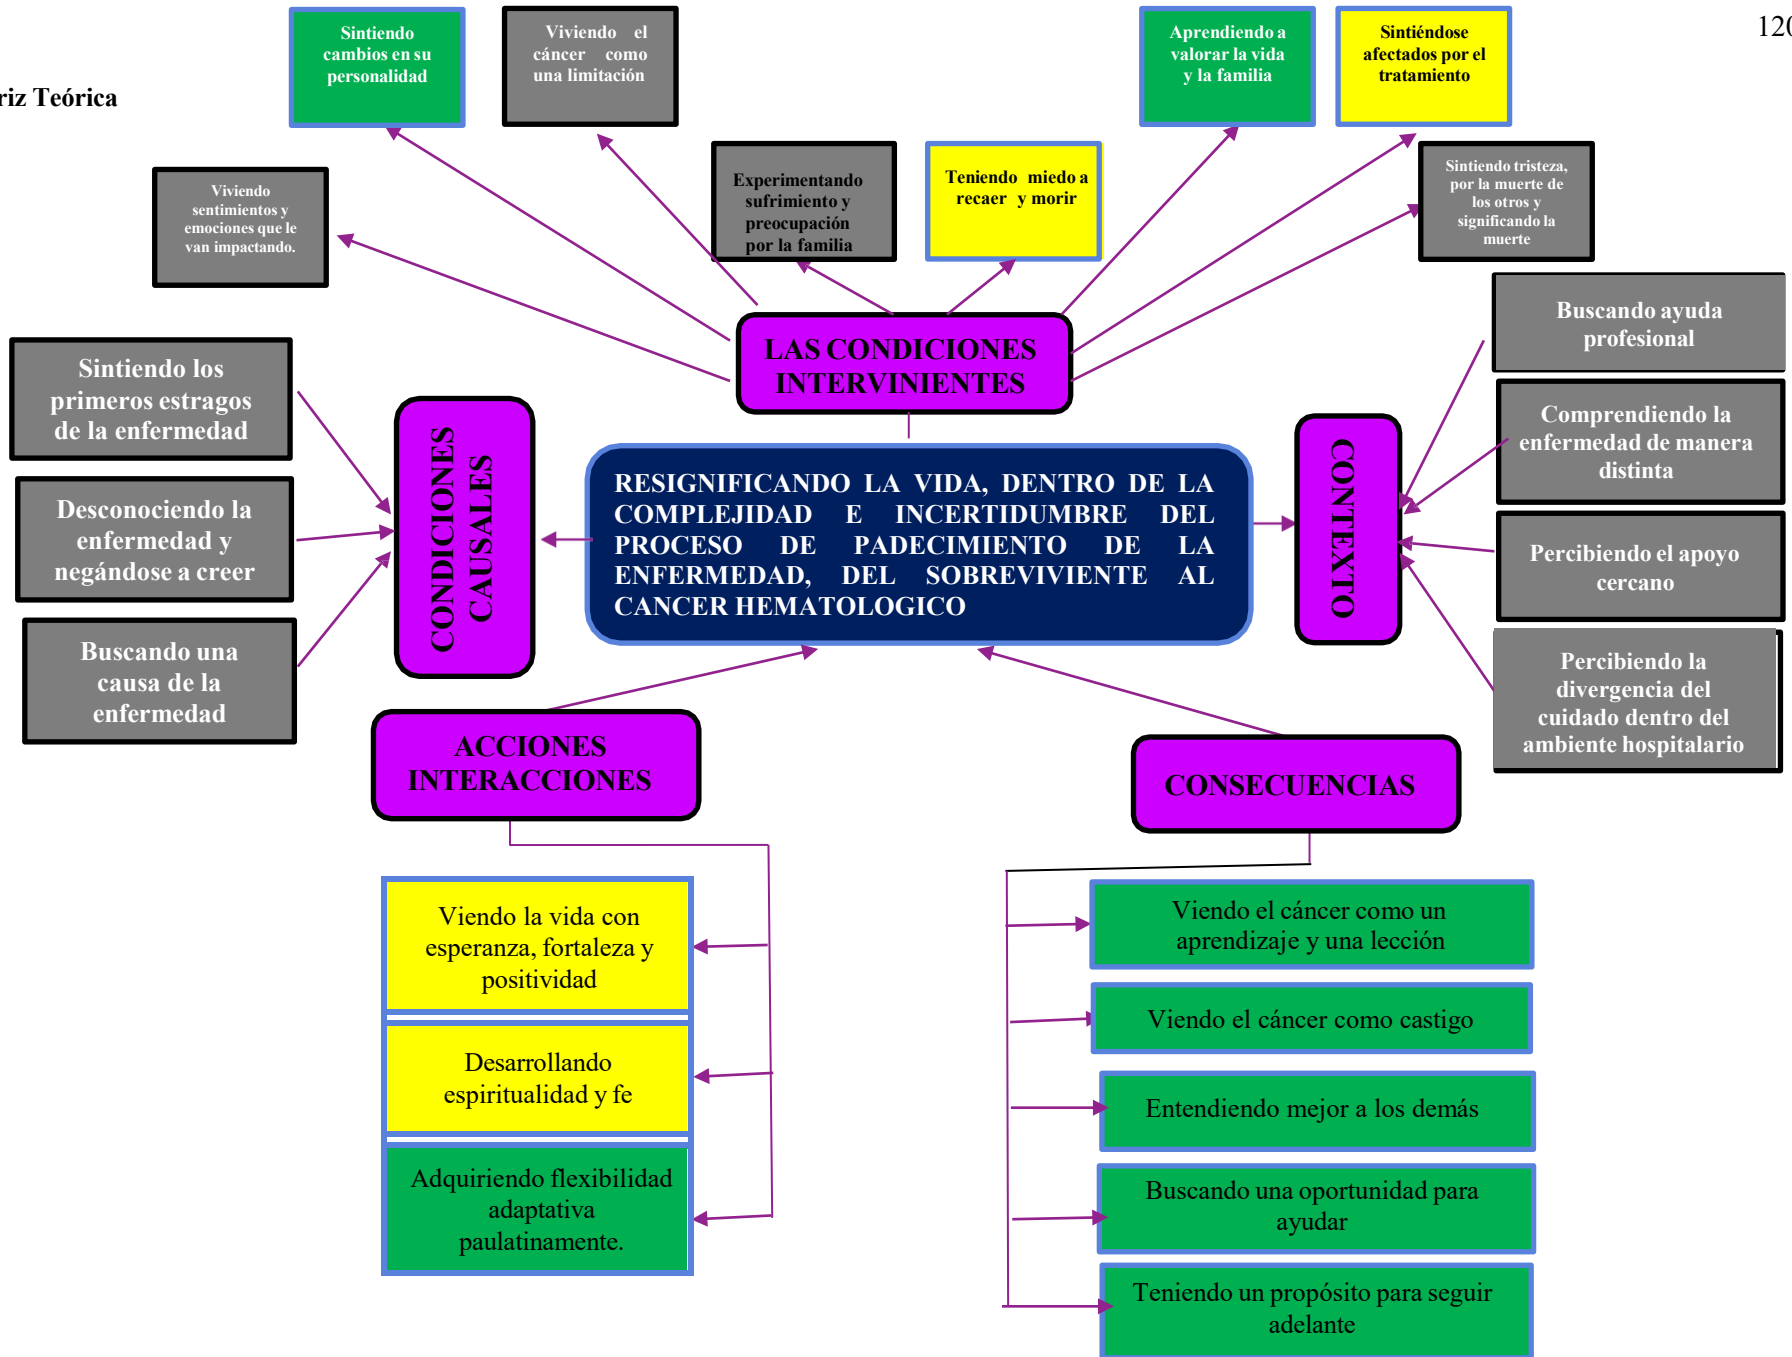 120
riz Teórica
Sintiendo
cambios en su
personalidad
Viviendo el
cáncer como
una limitación
Aprendiendo a
valorar la vida
y la familia
Sintiéndose
afectados por el
tratamiento
Viviendo
sentimientos y
emociones que le
van impactando.
Experimentando
sufrimiento y
preocupación
por la familia
Teniendo miedo a
recaer y morir
Sintiendo tristeza,
por la muerte de
los otros y
significando la
muerte
LAS CONDICIONES
INTERVINIENTES
Sintiendo los
primeros estragos
de la enfermedad
Desconociendo la
enfermedad y
negándose a creer
Buscando una
causa de la
enfermedad
CONDICIONES
CAUSALES
RESIGNIFICANDO LA VIDA, DENTRO DE LA
COMPLEJIDAD E INCERTIDUMBRE DEL
PROCESO DE PADECIMIENTO DE LA
ENFERMEDAD, DEL SOBREVIVIENTE AL
CANCER HEMATOLOGICO
CONTEXTO
Buscando ayuda
profesional
Comprendiendo la
enfermedad de manera
distinta
Percibiendo el apoyo
cercano
Percibiendo la
divergencia del
cuidado dentro del
ambiente hospitalario
ACCIONES
INTERACCIONES
Viendo la vida con
esperanza, fortaleza y
positividad
Desarrollando
espiritualidad y fe
Adquiriendo flexibilidad
adaptativa
paulatinamente.
CONSECUENCIAS
Viendo el cáncer como un
aprendizaje y una lección
Viendo el cáncer como castigo
Entendiendo mejor a los demás
Buscando una oportunidad para
ayudar
Teniendo un propósito para seguir
adelante